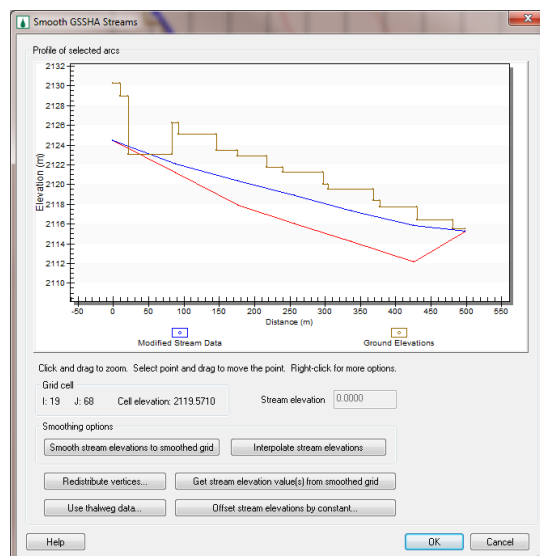 Smooth GSSHA Streams
Profile of selected arcs
2132
2130
2128
2126
2124
2122
2120
2118
2116
2114
2112
2110
Elevation (m)
-50 0 50 100 150 200 250 300 350 400 450 500 550
Distance (m)
Modified Stream Data Ground Elevations
Click and drag to zoom. Select point and drag to move the point. Right-click for more options.
Grid cell
I: 19 J: 68 Cell elevation: 2119.5710 Stream elevation 0.0000
Smoothing options
Smooth stream elevations to smoothed grid Interpolate stream elevations
Redistribute vertices... Get stream elevation value(s) from smoothed grid
Use thalweg data... Offset stream elevations by constant...
Help OK Cancel